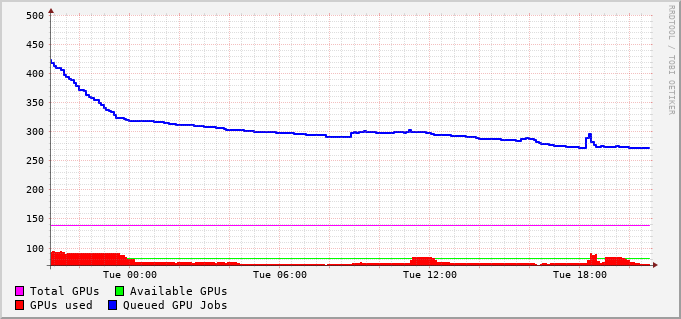 500
450
400
350
300
250
200
150
100
Tue 00:00 Tue 06:00 Tue 12:00 Tue 18:00
Total GPUs Available GPUs
GPUs used Queued GPU Jobs
RRDTOOL / TOBI OETIKER